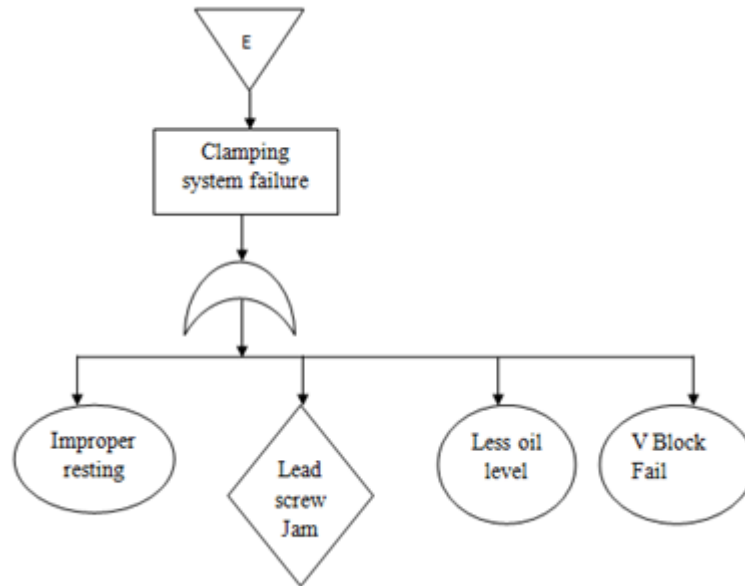 E
Clamping
system failure
Improper
resting
Lead
screw
Jam
Less oil
level
V Block
Fail